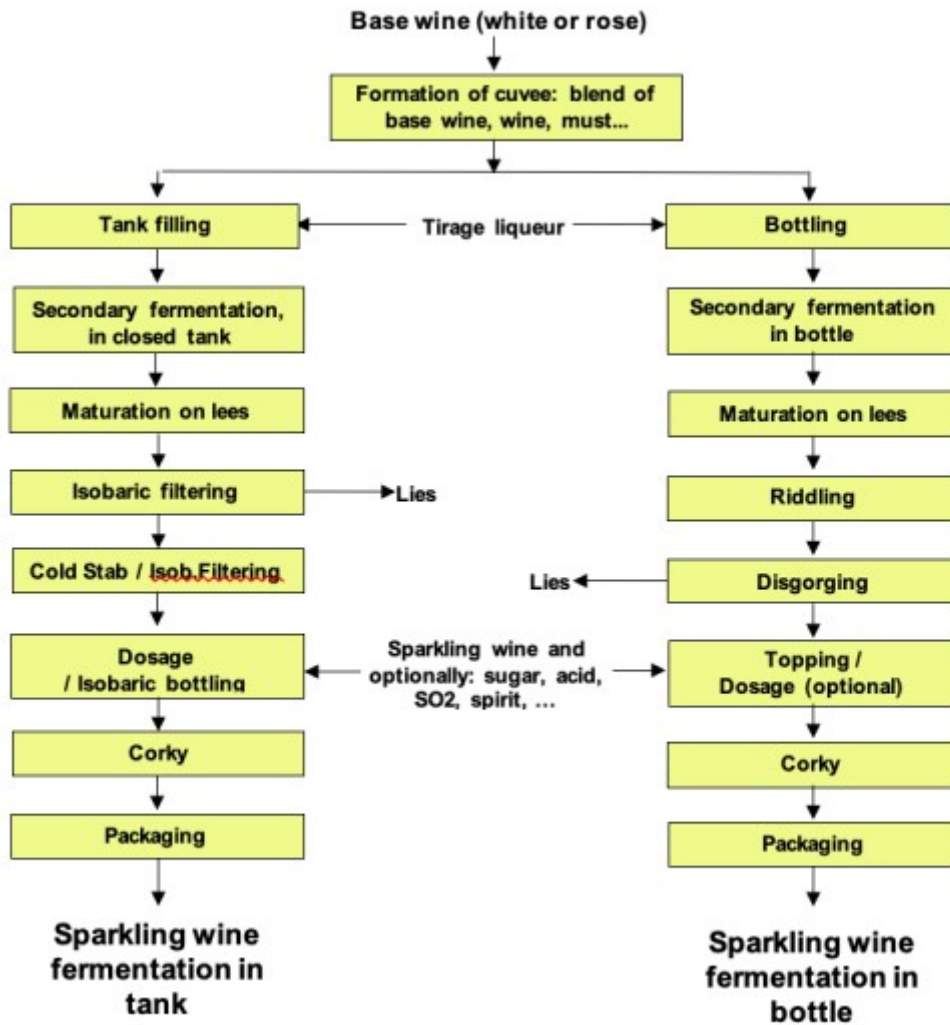 Base wine (white or rose)
Formation of cuvee: blend of
base wine, wine, must...
Tank filling
Tirage liqueur
Bottling
Secondary fermentation,
in closed tank
Secondary fermentation
in bottle
Maturation on lees
Maturation on lees
Isobaric filtering
Lies
Riddling
Cold Stab / Isob.Filtering
Lies
Disgorging
Dosage
/ Isobaric bottling
Sparkling wine and
optionally: sugar, acid,
SO2, spirit, ...
Topping /
Dosage (optional)
Corky
Corky
Packaging
Packaging
Sparkling wine
fermentation in
tank
Sparkling wine
fermentation in
bottle